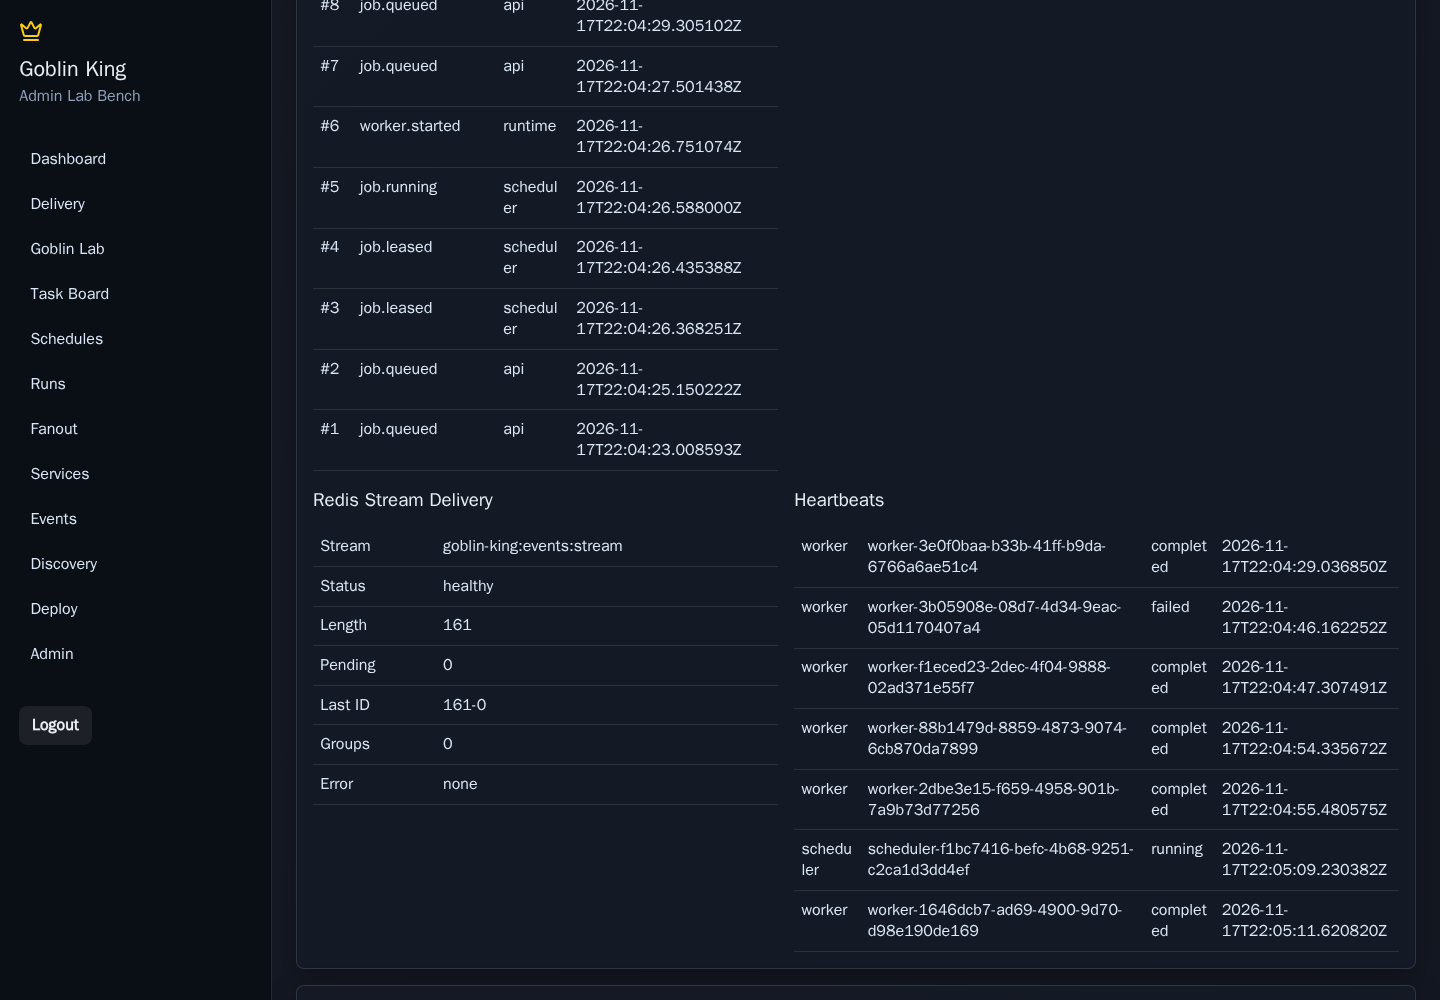 Goblin King
Admin Lab Bench
Dashboard
Delivery
Goblin Lab
Task Board
Schedules
Runs
Fanout
Services
Events
Discovery
Deploy
Admin
Logout
#8 job.queued api 2026-11-
17T22:04:29.305102Z
#7 job.queued api 2026-11-
17T22:04:27.501438Z
#6 worker.started runtime 2026-11-
17T22:04:26.751074Z
#5 job.running schedul 2026-11-
er 17T22:04:26.588000Z
#4 job.leased schedul 2026-11-
er 17T22:04:26.435388Z
#3 job.leased schedul 2026-11-
er 17T22:04:26.368251Z
#2 job.queued api 2026-11-
17T22:04:25.150222Z
#1 job.queued api 2026-11-
17T22:04:23.008593Z
Redis Stream Delivery
Stream goblin-king:events:stream
Status healthy
Length 161
Pending 0
Last ID 161-0
Groups 0
Error none
Heartbeats
worker worker-3e0f0baa-b33b-41ff-b9da- complet 2026-11-
6766a6ae51c4 ed 17T22:04:29.036850Z
worker worker-3b05908e-08d7-4d34-9eac- failed 2026-11-
05d1170407a4 17T22:04:46.162252Z
worker worker-f1eced23-2dec-4f04-9888- complet 2026-11-
02ad371e55f7 ed 17T22:04:47.307491Z
worker worker-88b1479d-8859-4873-9074- complet 2026-11-
6cb870da7899 ed 17T22:04:54.335672Z
worker worker-2dbe3e15-f659-4958-901b- complet 2026-11-
7a9b73d77256 ed 17T22:04:55.480575Z
schedu scheduler-f1bc7416-befc-4b68-9251- running 2026-11-
ler c2ca1d3dd4ef 17T22:05:09.230382Z
worker worker-1646dcb7-ad69-4900-9d70- complet 2026-11-
d98e190de169 ed 17T22:05:11.620820Z